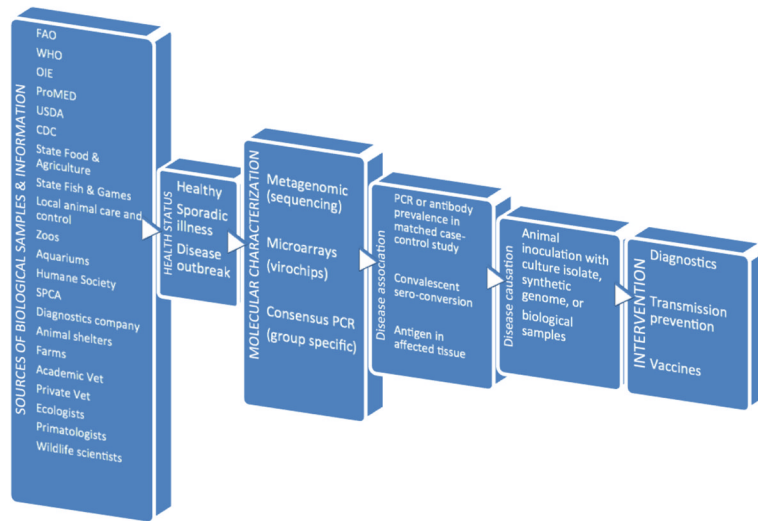 SOURCES OF BIOLOGICAL SAMPLES & INFORMATION
FAO
WHO
OIE
ProMED
USDA
CDC
State Food &
Agriculture
State Fish & Games
Local animal care and
control
Zoos
Aquariums
Humane Society
SPCA
Diagnostics company
Animal shelters
Farms
Academic Vet
Private Vet
Ecologists
Primatologists
Wildlife scientists
HEALTH STATUS
Healthy
Sporadic
illness
Disease
outbreak
MOLECULAR CHARACTERIZATION
Metagenomic
(sequencing)
Microarrays
(virochips)
Consensus PCR
(group specific)
Disease association
PCR or antibody
prevalence in
matched case-
control study
Convalescent
sero-conversion
Antigen in
affected tissue
Disease causation
Animal
inoculation with
culture isolate,
synthetic
genome, or
biological
samples
INTERVENTION
Diagnostics
Transmission
prevention
Vaccines